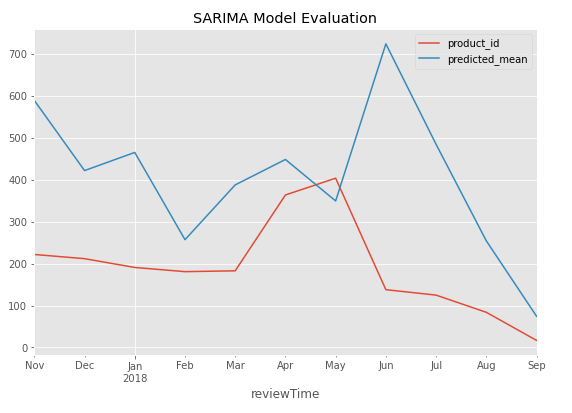 SARIMA Model Evaluation
product_id
predicted_mean
700
600
500
400
300
200
100
0
Nov Dec Jan Feb Mar Apr May Jun Jul Aug Sep
2018
reviewTime